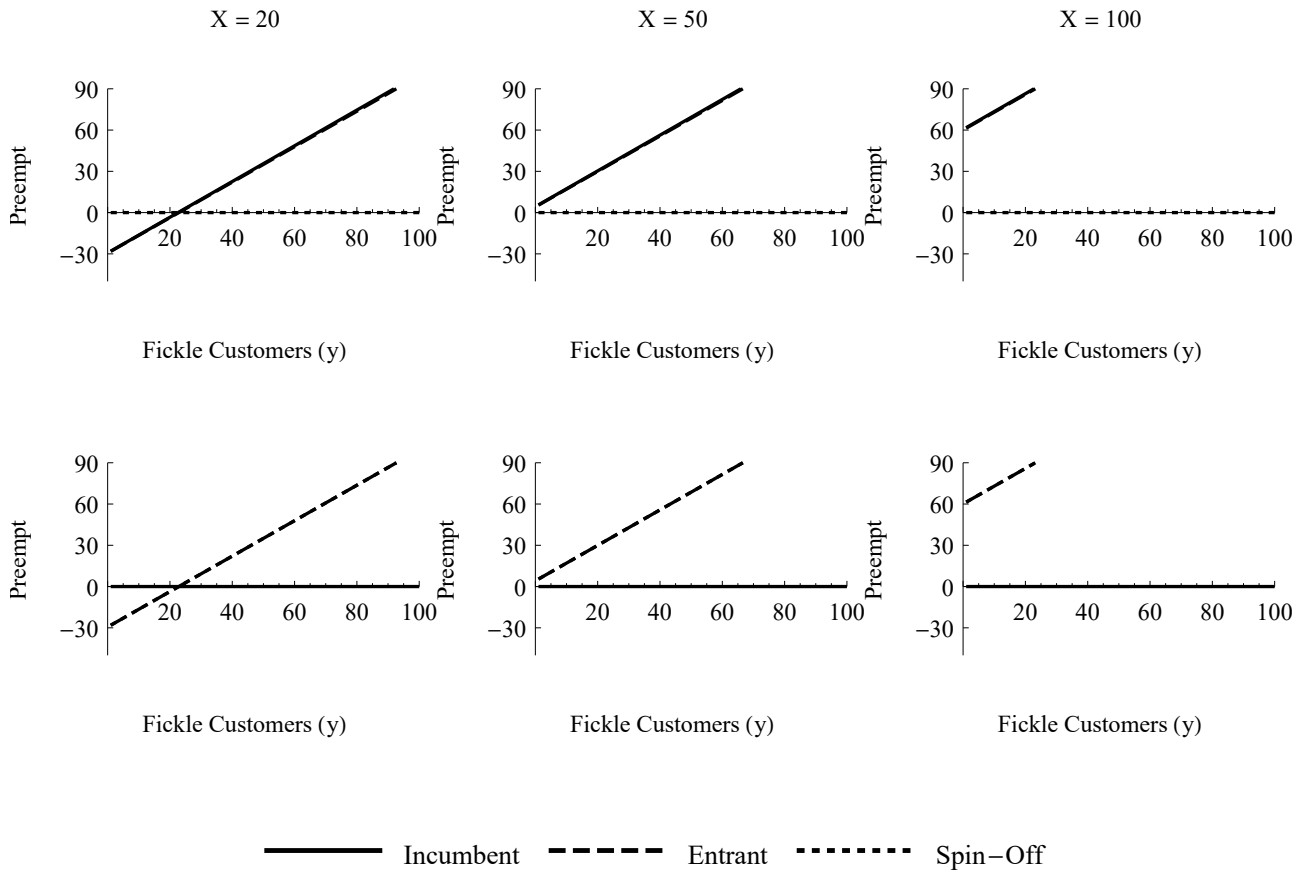 X = 20 X = 50 X = 100
90 90 90
60 60 60
30 30 30
Preempt Preempt Preempt
0 0 0
20 40 60 80 100 20 40 60 80 100 20 40 60 80 100
−30 −30 −30
Fickle Customers (y) Fickle Customers (y) Fickle Customers (y)
90 90 90
60 60 60
30 30 30
Preempt Preempt Preempt
0 0 0
20 40 60 80 100 20 40 60 80 100 20 40 60 80 100
−30 −30 −30
Fickle Customers (y) Fickle Customers (y) Fickle Customers (y)
Incumbent Entrant Spin−Off